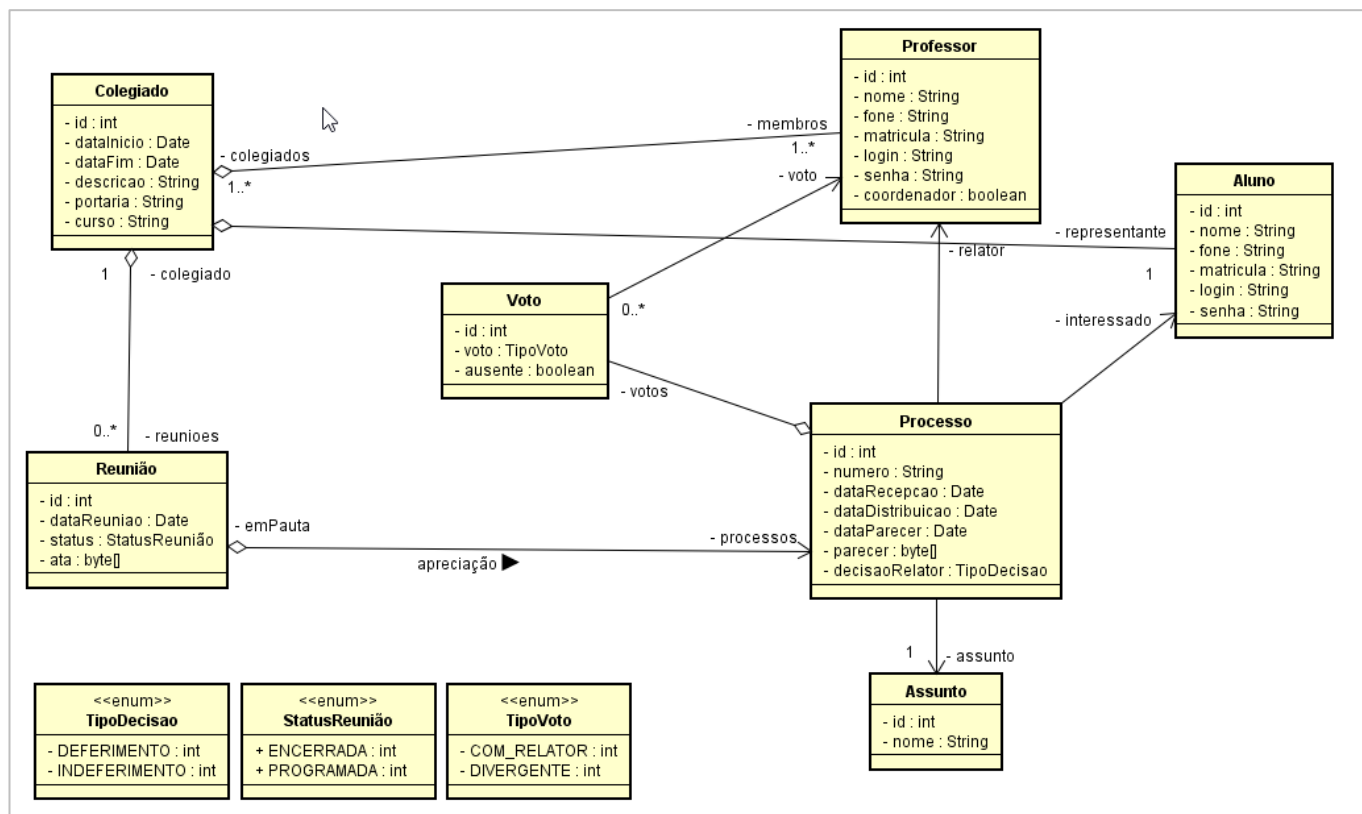 Professor
- id : int
- nome : String
- fone : String
- matricula : String
- login : String
- senha : String
- coordenador : boolean
Colegiado
- id : int
- dataInicio : Date
- dataFim : Date
- descricao : String
- portaria : String
- curso : String
- colegiados
1..*
- membros
1..*
- voto
Aluno
- id : int
- nome : String
- fone : String
- matricula : String
- login : String
- senha : String
- representante
1
- relator
- interessado
1
- colegiado
Voto
- id : int
- voto : TipoVoto
- ausente : boolean
0..*
- votos
Processo
- id : int
- numero : String
- dataRecepcao : Date
- dataDistribuicao : Date
- dataParecer : Date
- parecer : byte[]
- decisaoRelator : TipoDecisao
0..*
- reunioes
Reunião
- id : int
- dataReuniao : Date
- status : StatusReunião
- ata : byte[]
- emPauta
- processos
apreciação
1
- assunto
Assunto
- id : int
- nome : String
<<enum>>
TipoDecisao
- DEFERIMENTO : int
- INDEFERIMENTO : int
<<enum>>
StatusReunião
+ ENCERRADA : int
+ PROGRAMADA : int
<<enum>>
TipoVoto
- COM_RELATOR : int
- DIVERGENTE : int